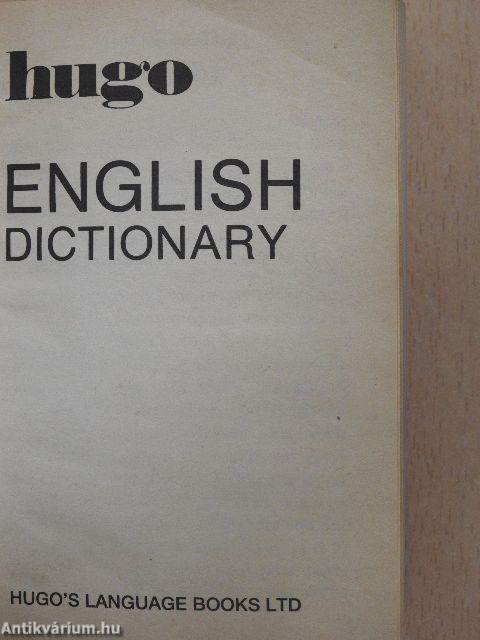 hugo
ENGLISH
DICTIONARY
HUGO'S LANGUAGE BOOKS LTD
Antikvárium.hu